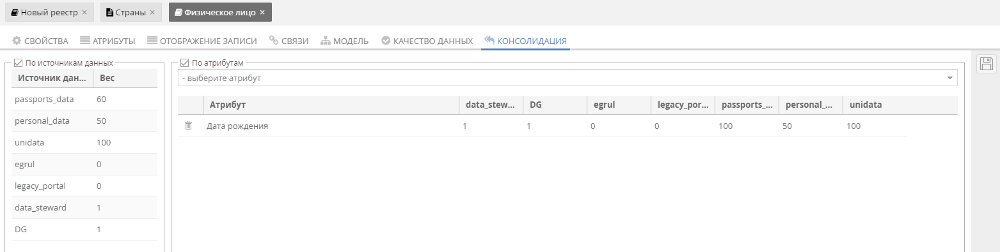 Новый реестр × Страны × Физическое лицо ×
СВОЙСТВА АТРИБУТЫ ОТОБРАЖЕНИЕ ЗАПИСИ СВЯЗИ МОДЕЛЬ КАЧЕСТВО ДАННЫХ КОНСОЛИДАЦИЯ
По источникам данных
Источник дан... Вес
passports_data 60
personal_data 50
unidata 100
egrul 0
legacy_portal 0
data_steward 1
DG 1
По атрибутам
- выберите атрибут
Атрибут data_stew... DG egrul legacy_por... passports_... personal_... unidata
Дата рождения 1 1 0 0 100 50 100